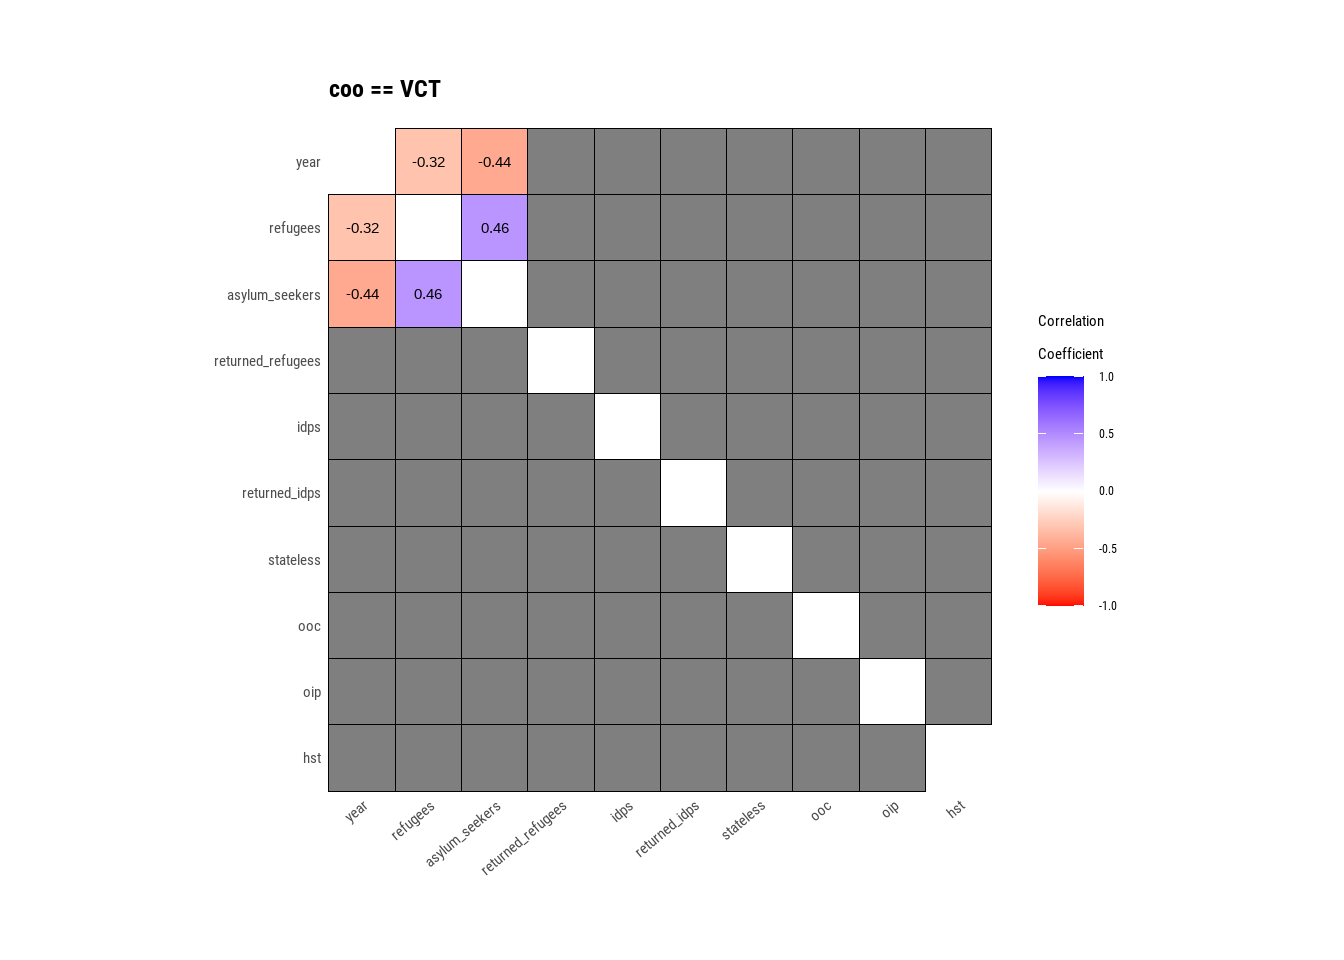 coo == VCT
year
-0.32
-0.44
refugees
-0.32
0.46
asylum_seekers
-0.44
0.46
returned_refugees
idps
returned_idps
stateless
ooc
oip
hst
year
refugees
asylum_seekers
returned_refugees
idps
returned_idps
stateless
ooc
oip
hst
Correlation
Coefficient
1.0
0.5
0.0
-0.5
-1.0